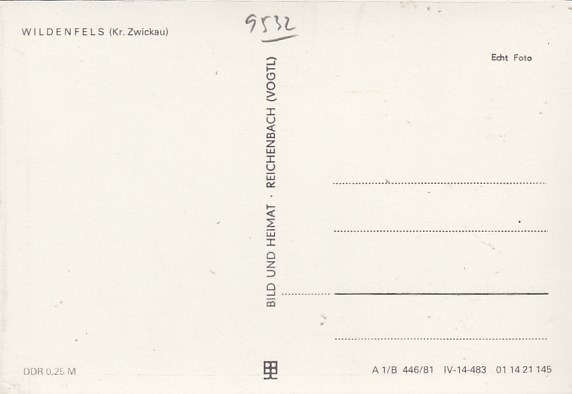 WILDENFELS (Kr. Zwickau)
9532
Echt Foto
BILD UND HEIMAT · REICHENBACH (VOGTL)
DDR 0,25 M
A 1/B 446/81 IV-14-483 01 14 21 145